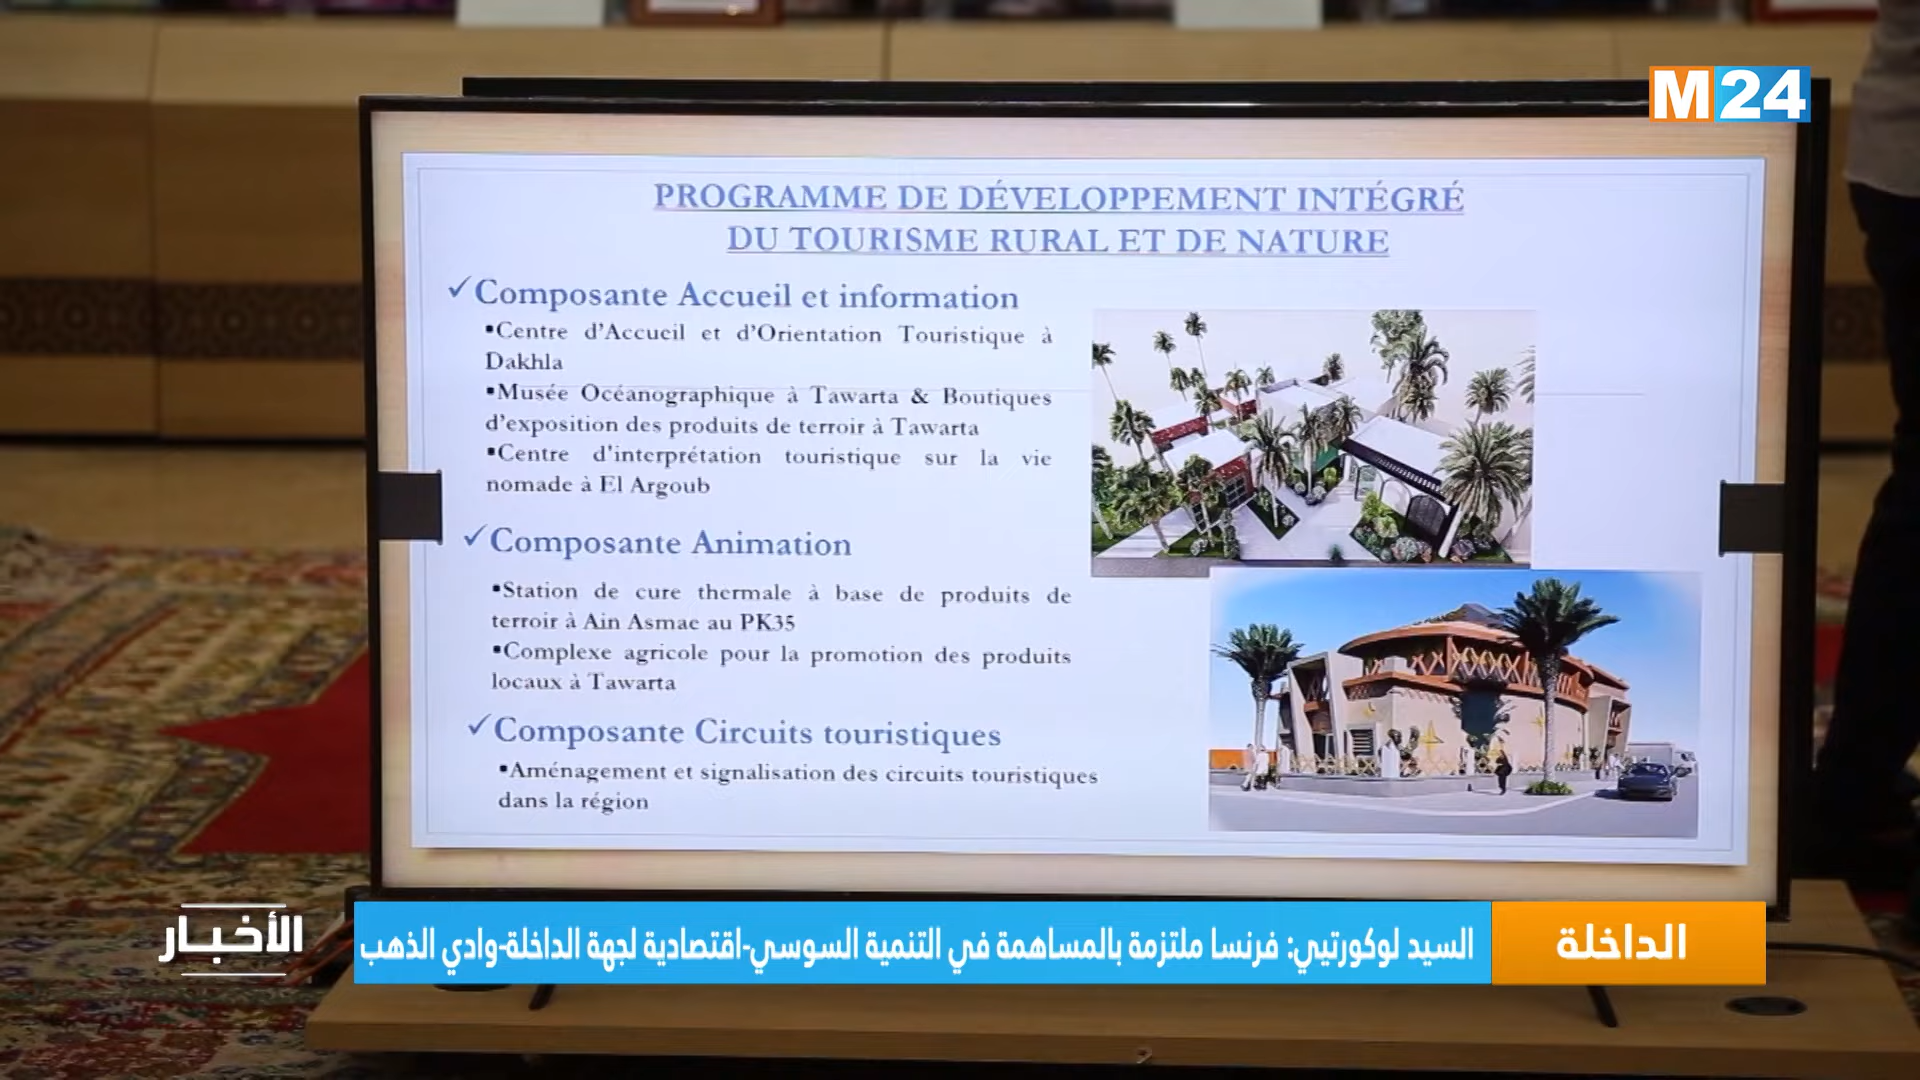 M24
PROGRAMME DE DÉVELOPPEMENT INTÉGRÉ
DU TOURISME RURAL ET DE NATURE
✓Composante Accueil et information
▪Centre d'Accueil et d'Orientation Touristique à
Dakhla
▪Musée Océanographique à Tawarta & Boutiques
d'exposition des produits de terroir à Tawarta
▪Centre d'interprétation touristique sur la vie
nomade à El Argoub
✓Composante Animation
▪Station de cure thermale à base de produits de
terroir à Ain Asmae au PK35
▪Complexe agricole pour la promotion des produits
locaux à Tawarta
✓Composante Circuits touristiques
▪Aménagement et signalisation des circuits touristiques
dans la région
الداخلة
السيد لوكورتيي: فرنسا ملتزمة بالمساهمة في التنمية السوسي-اقتصادية لجهة الداخلة-وادي الذهب
الأخبار